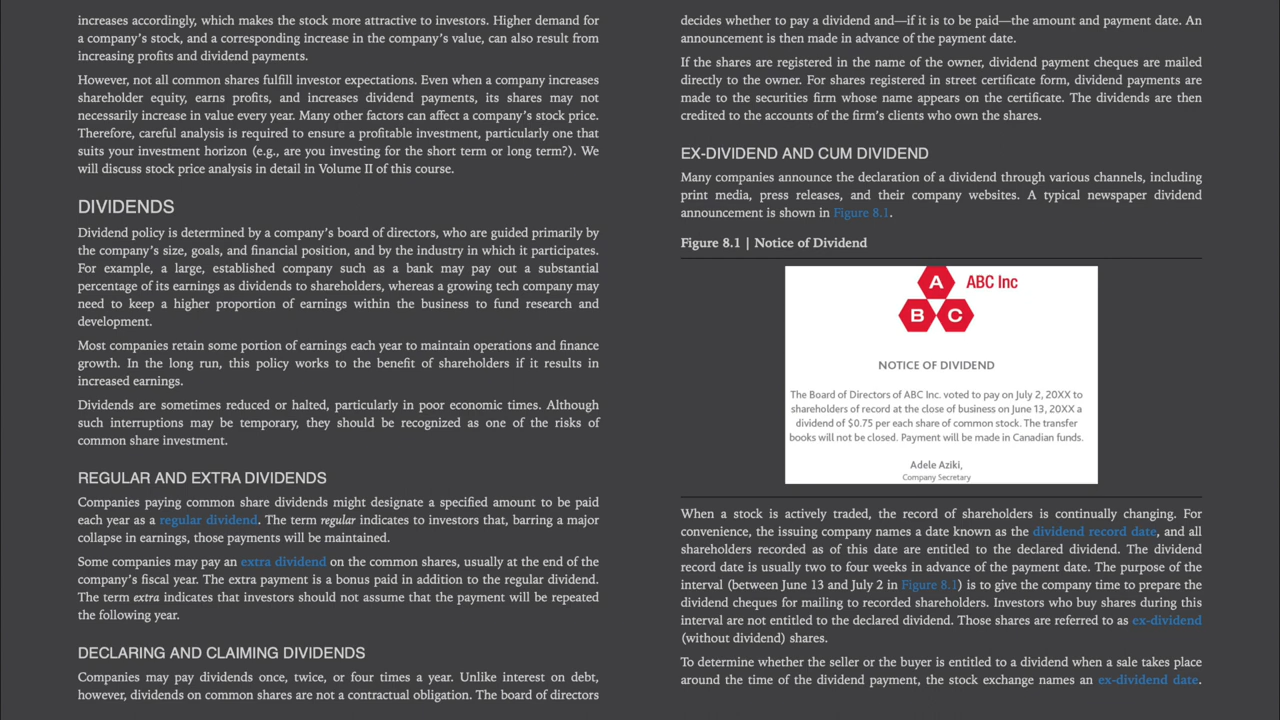 increases accordingly, which makes the stock more attractive to investors. Higher demand for
a company's stock, and a corresponding increase in the company's value, can also result from
increasing profits and dividend payments.
However, not all common shares fulfill investor expectations. Even when a company increases
shareholder equity, earns profits, and increases dividend payments, its shares may not
necessarily increase in value every year. Many other factors can affect a company's stock price.
Therefore, careful analysis is required to ensure a profitable investment, particularly one that
suits your investment horizon (e.g., are you investing for the short term or long term?). We
will discuss stock price analysis in detail in Volume II of this course.
DIVIDENDS
Dividend policy is determined by a company's board of directors, who are guided primarily by
the company's size, goals, and financial position, and by the industry in which it participates.
For example, a large, established company such as a bank may pay out a substantial
percentage of its earnings as dividends to shareholders, whereas a growing tech company may
need to keep a higher proportion of earnings within the business to fund research and
development.
Most companies retain some portion of earnings each year to maintain operations and finance
growth. In the long run, this policy works to the benefit of shareholders if it results in
increased earnings.
Dividends are sometimes reduced or halted, particularly in poor economic times. Although
such interruptions may be temporary, they should be recognized as one of the risks of
common share investment.
REGULAR AND EXTRA DIVIDENDS
Companies paying common share dividends might designate a specified amount to be paid
each year as a regular dividend. The term regular indicates to investors that, barring a major
collapse in earnings, those payments will be maintained.
Some companies may pay an extra dividend on the common shares, usually at the end of the
company's fiscal year. The extra payment is a bonus paid in addition to the regular dividend.
The term extra indicates that investors should not assume that the payment will be repeated
the following year.
DECLARING AND CLAIMING DIVIDENDS
Companies may pay dividends once, twice, or four times a year. Unlike interest on debt,
however, dividends on common shares are not a contractual obligation. The board of directors
decides whether to pay a dividend and—if it is to be paid—the amount and payment date. An
announcement is then made in advance of the payment date.
If the shares are registered in the name of the owner, dividend payment cheques are mailed
directly to the owner. For shares registered in street certificate form, dividend payments are
made to the securities firm whose name appears on the certificate. The dividends are then
credited to the accounts of the firm's clients who own the shares.
EX-DIVIDEND AND CUM DIVIDEND
Many companies announce the declaration of a dividend through various channels, including
print media, press releases, and their company websites. A typical newspaper dividend
announcement is shown in Figure 8.1.
Figure 8.1 | Notice of Dividend
A ABC Inc
B C
NOTICE OF DIVIDEND
The Board of Directors of ABC Inc. voted to pay on July 2, 20XX to
shareholders of record at the close of business on June 13, 20XX a
dividend of $0.75 per each share of common stock. The transfer
books will not be closed. Payment will be made in Canadian funds.
Adele Aziki,
Company Secretary
When a stock is actively traded, the record of shareholders is continually changing. For
convenience, the issuing company names a date known as the dividend record date, and all
shareholders recorded as of this date are entitled to the declared dividend. The dividend
record date is usually two to four weeks in advance of the payment date. The purpose of the
interval (between June 13 and July 2 in Figure 8.1) is to give the company time to prepare the
dividend cheques for mailing to recorded shareholders. Investors who buy shares during this
interval are not entitled to the declared dividend. Those shares are referred to as ex-dividend
(without dividend) shares.
To determine whether the seller or the buyer is entitled to a dividend when a sale takes place
around the time of the dividend payment, the stock exchange names an ex-dividend date.